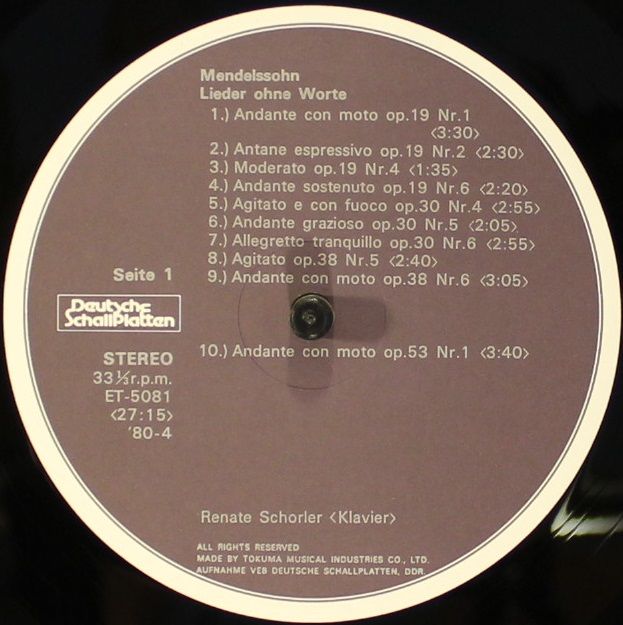 Mendelssohn
Lieder ohne Worte
1.) Andante con moto op.19 Nr.1
<3:30>
2.) Antane espressivo op.19 Nr.2 <2:30>
3.) Moderato op.19 Nr.4 <1:35>
4.) Andante sostenuto op.19 Nr.6 <2:20>
5.) Agitato e con fuoco op.30 Nr.4 <2:55>
6.) Andante grazioso op.30 Nr.5 <2:05>
7.) Allegretto tranquillo op.30 Nr.6 <2:55>
8.) Agitato op.38 Nr.5 <2:40>
9.) Andante con moto op.38 Nr.6 <3:05>
10.) Andante con moto op.53 Nr.1 <3:40>
Seite 1
Deutsche
Schallplatten
STEREO
33⅓r.p.m.
ET-5081
<27:15>
'80-4
Renate Schorler <Klavier>
ALL RIGHTS RESERVED
MADE BY TOKUMA MUSICAL INDUSTRIES CO., LTD.
AUFNAHME VEB DEUTSCHE SCHALLPLATTEN, DDR.